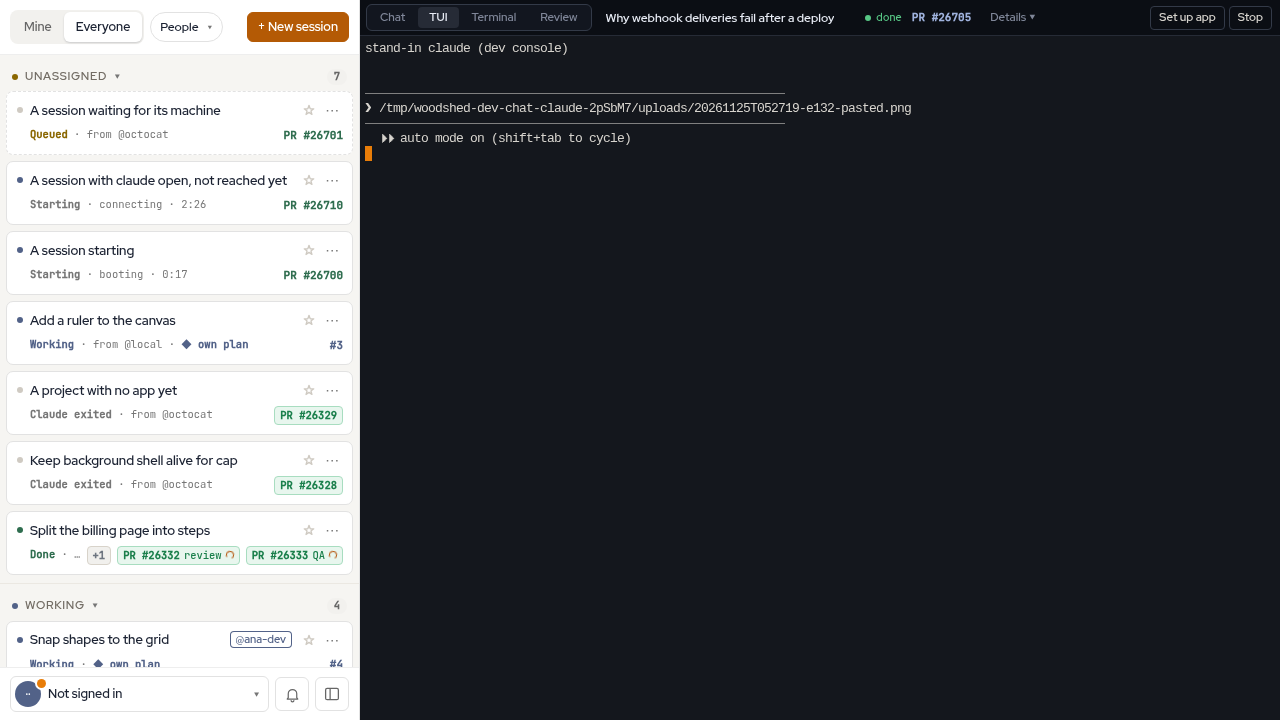 Mine Everyone People ▾ + New session
UNASSIGNED ▾ 7
A session waiting for its machine
Queued · from @octocat PR #26701
A session with claude open, not reached yet
Starting · connecting · 2:26 PR #26710
A session starting
Starting · booting · 0:17 PR #26700
Add a ruler to the canvas
Working · from @local · ◆ own plan #3
A project with no app yet
Claude exited · from @octocat PR #26329
Keep background shell alive for cap
Claude exited · from @octocat PR #26328
Split the billing page into steps
Done · … +1 PR #26332 review PR #26333 QA
WORKING ▾ 4
Snap shapes to the grid @ana-dev
Working · ◆ own plan #4
Not signed in ▾
Chat TUI Terminal Review Why webhook deliveries fail after a deploy done PR #26705 Details ▾ Set up app Stop
stand-in claude (dev console)
❯ /tmp/woodshed-dev-chat-claude-2pSbM7/uploads/20261125T052719-e132-pasted.png
⏵⏵ auto mode on (shift+tab to cycle)